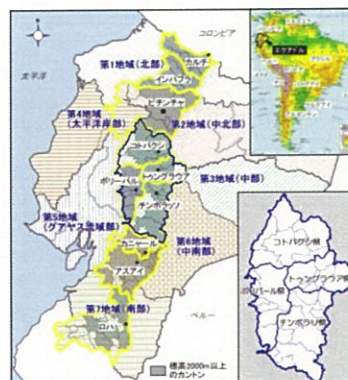 コロンビア
第1地域(北部)
カルチ
インバブラ
太平洋
ピチンチャ
第4地域
(太平洋岸部)
第2地域(中北部)
コトパクシ
トゥングラウア
ボリーバル
第3地域(中部)
チンボラッソ
第5地域
(グアヤス流域部)
第6地域
(中南部)
カニャール
アスアイ
第7地域(南部)
ロハ
ペルー
標高2000m以上
のカントン
エクアドル
ブラジル
コトパクシ県
トゥングラウア県
ボリバール県
チンボラソ県